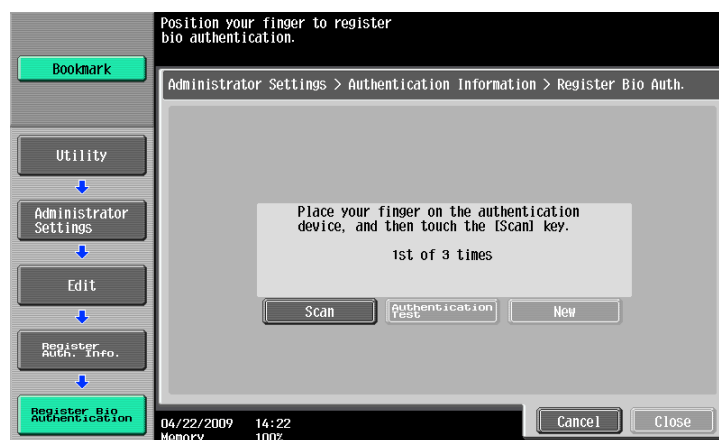 Position your finger to register
bio authentication.
Bookmark
Administrator Settings > Authentication Information > Register Bio Auth.
Utility
Administrator
Settings
Edit
Register
Auth. Info.
Register Bio
Authentication
Place your finger on the authentication
device, and then touch the [Scan] key.
1st of 3 times
Scan
Authentication
Test
New
04/22/2009 14:22
Memory 100%
Cancel
Close